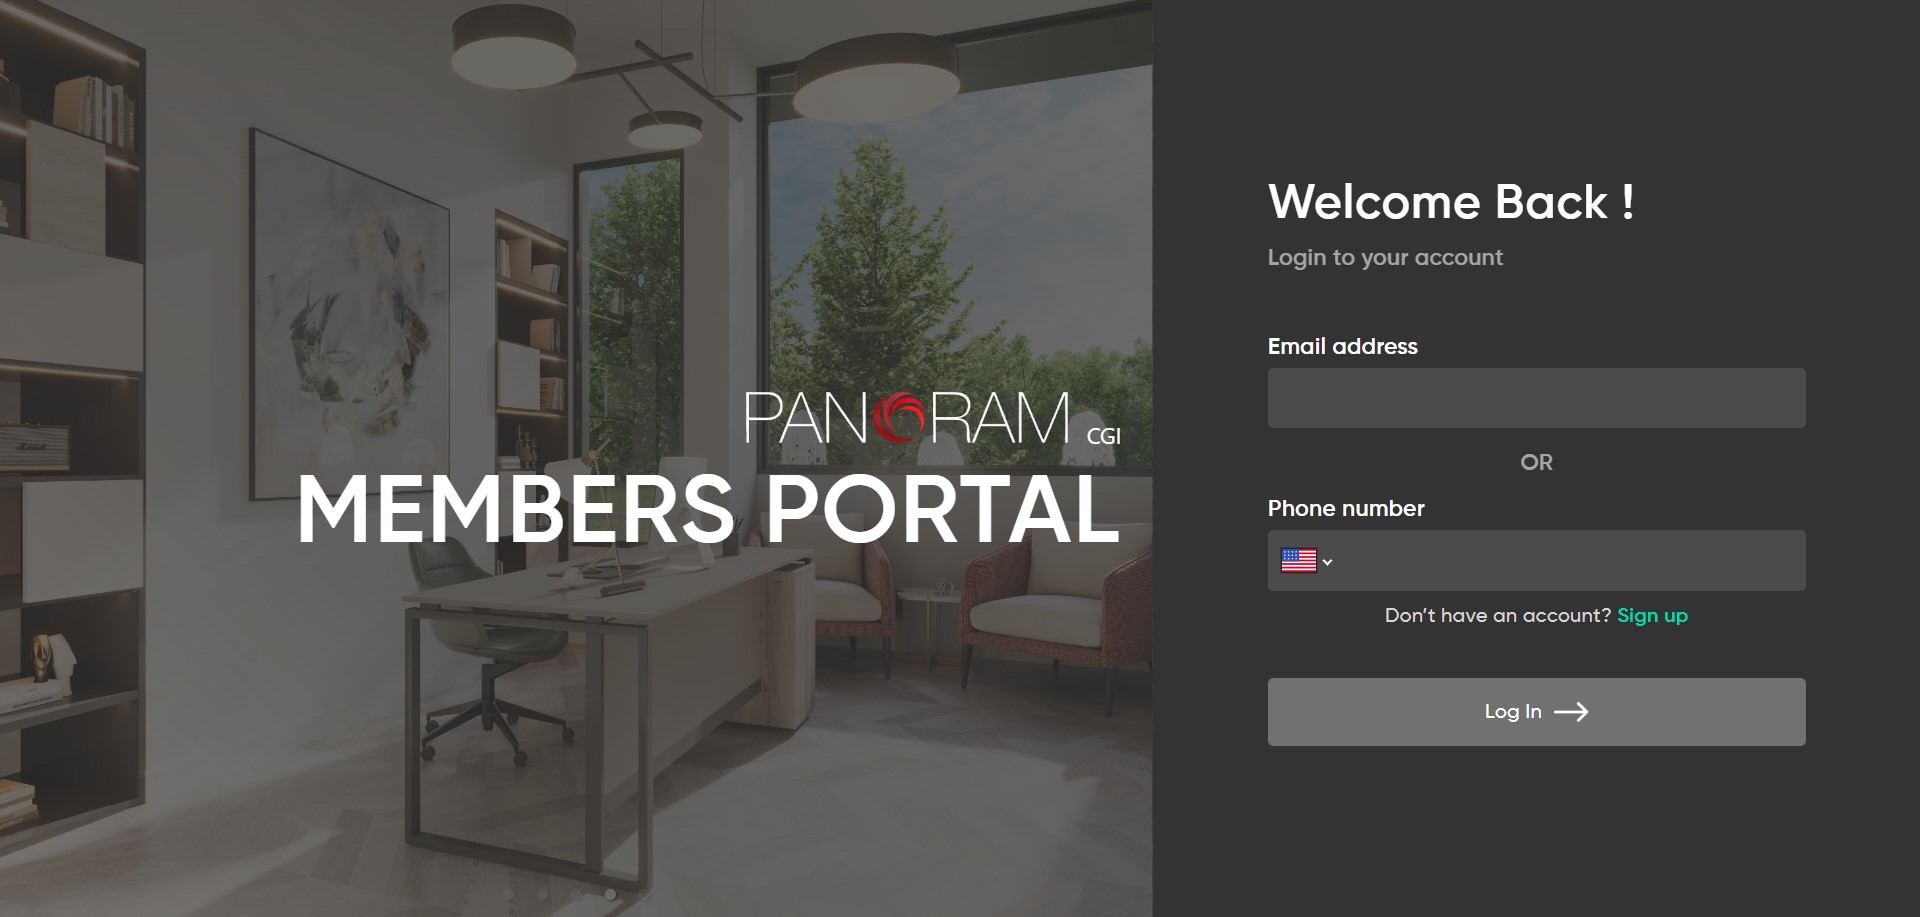 PANORAM CGI
MEMBERS PORTAL
Welcome Back !
Login to your account
Email address
OR
Phone number
Don’t have an account? Sign up
Log In